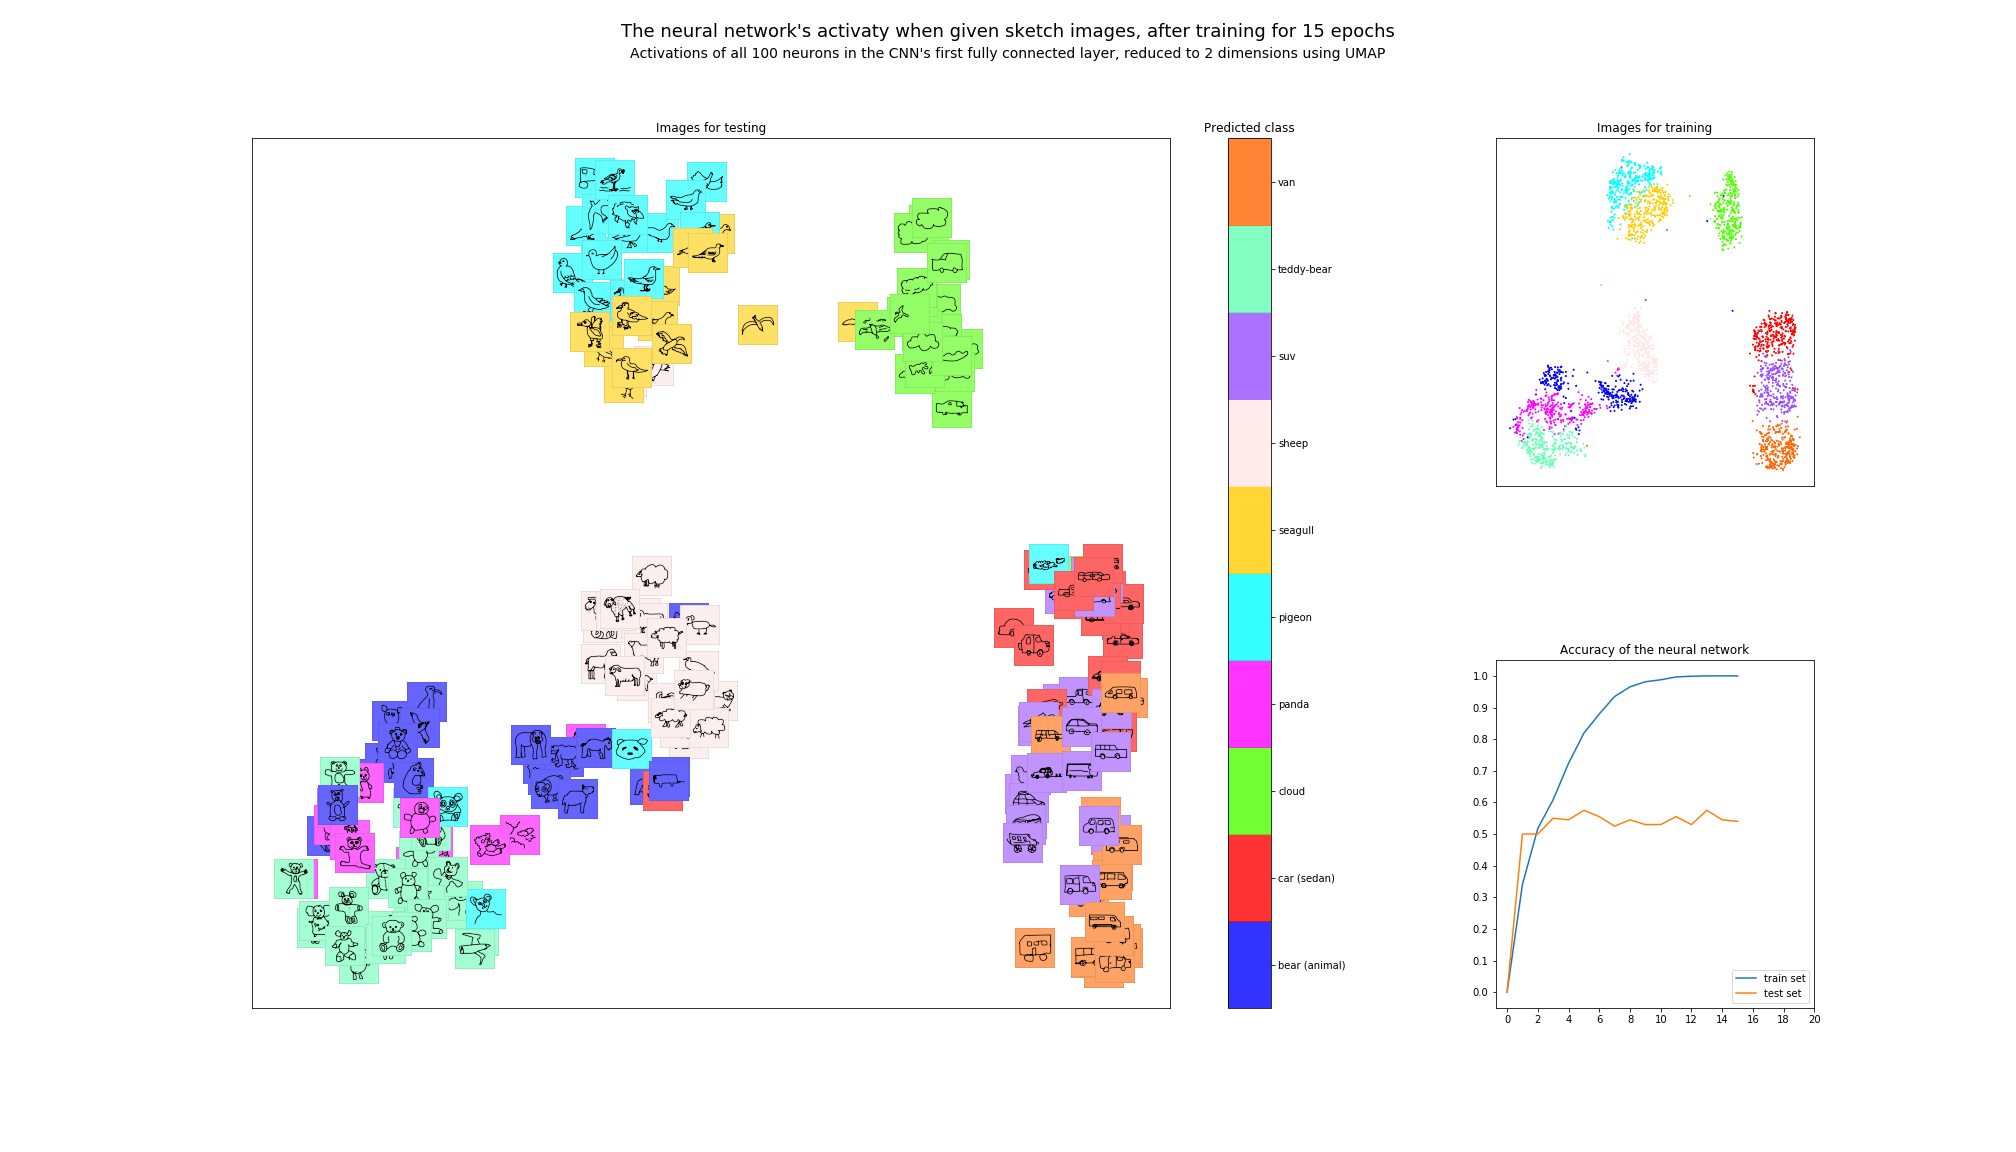 The neural network's activaty when given sketch images, after training for 15 epochs
Activations of all 100 neurons in the CNN's first fully connected layer, reduced to 2 dimensions using UMAP
Images for testing
Predicted class
van
teddy-bear
suv
sheep
seagull
pigeon
panda
cloud
car (sedan)
bear (animal)
Images for training
Accuracy of the neural network
1.0
0.9
0.8
0.7
0.6
0.5
0.4
0.3
0.2
0.1
0.0
train set
test set
0 2 4 6 8 10 12 14 16 18 20